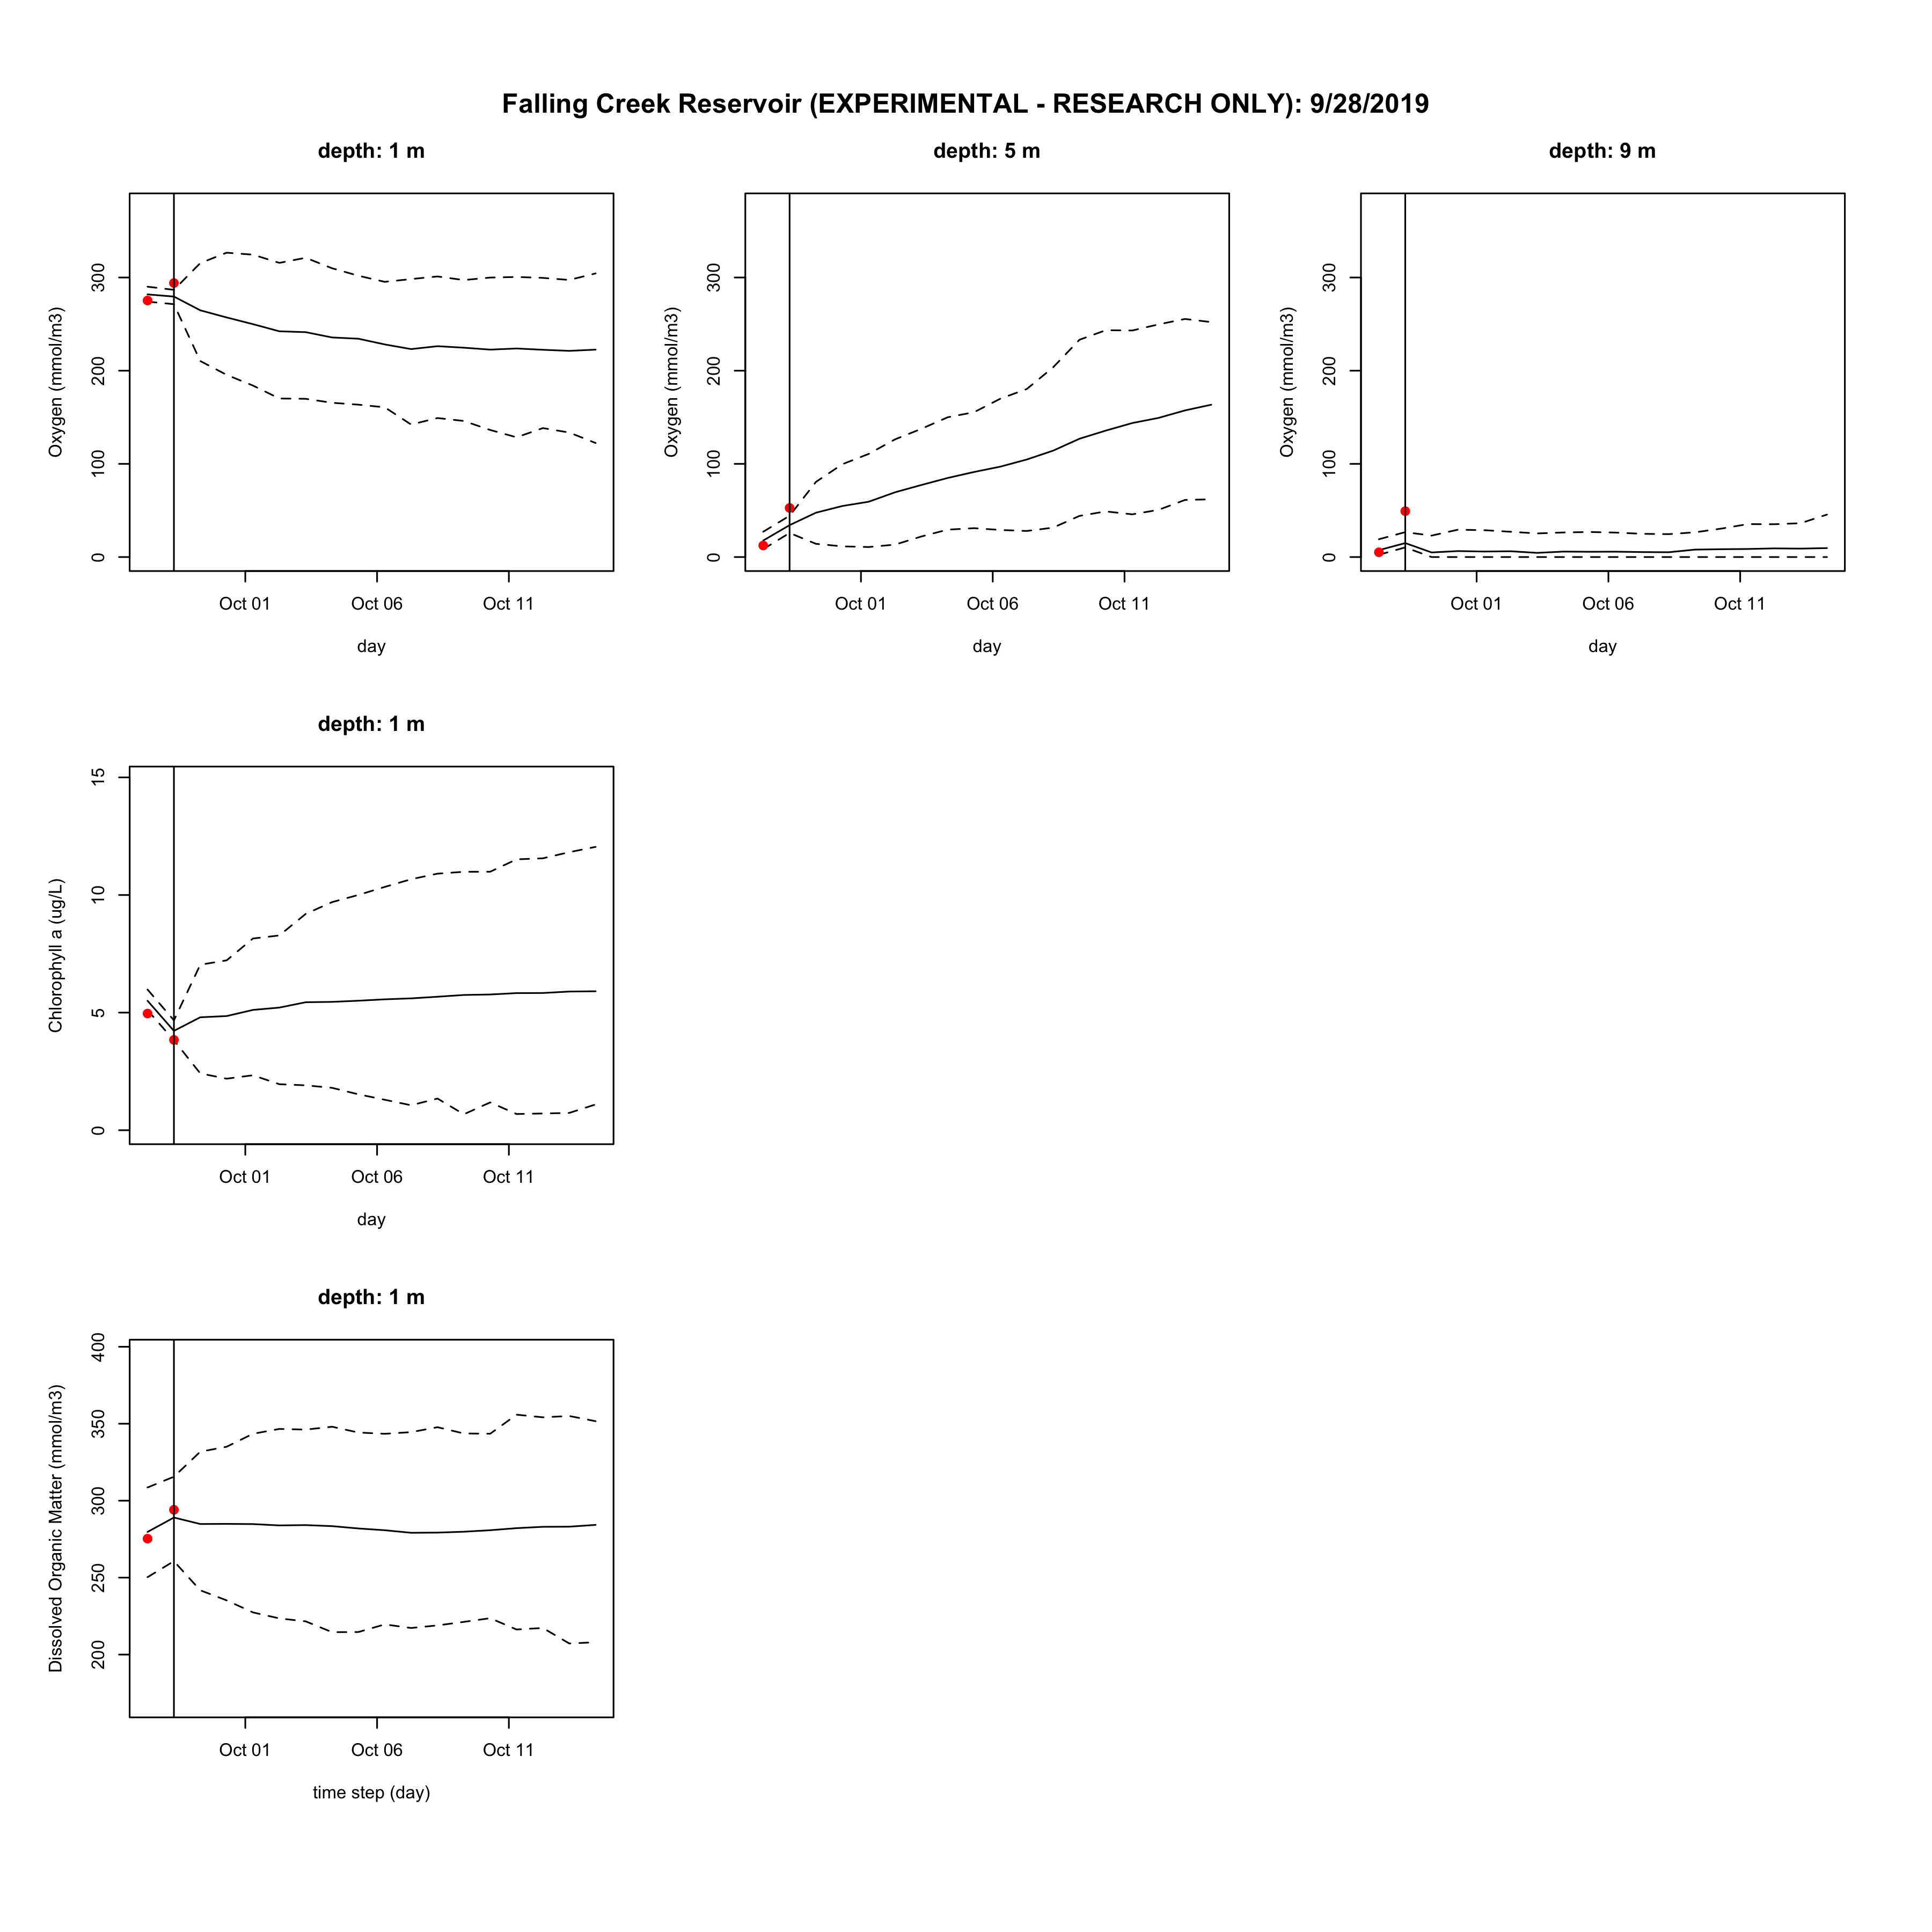 Falling Creek Reservoir (EXPERIMENTAL - RESEARCH ONLY): 9/28/2019
depth: 1 m
Oxygen (mmol/m3)
300
200
100
0
Oct 01 Oct 06 Oct 11
day
depth: 5 m
Oxygen (mmol/m3)
300
200
100
0
Oct 01 Oct 06 Oct 11
day
depth: 9 m
Oxygen (mmol/m3)
300
200
100
0
Oct 01 Oct 06 Oct 11
day
depth: 1 m
Chlorophyll a (ug/L)
15
10
5
0
Oct 01 Oct 06 Oct 11
day
depth: 1 m
Dissolved Organic Matter (mmol/m3)
400
350
300
250
200
Oct 01 Oct 06 Oct 11
time step (day)